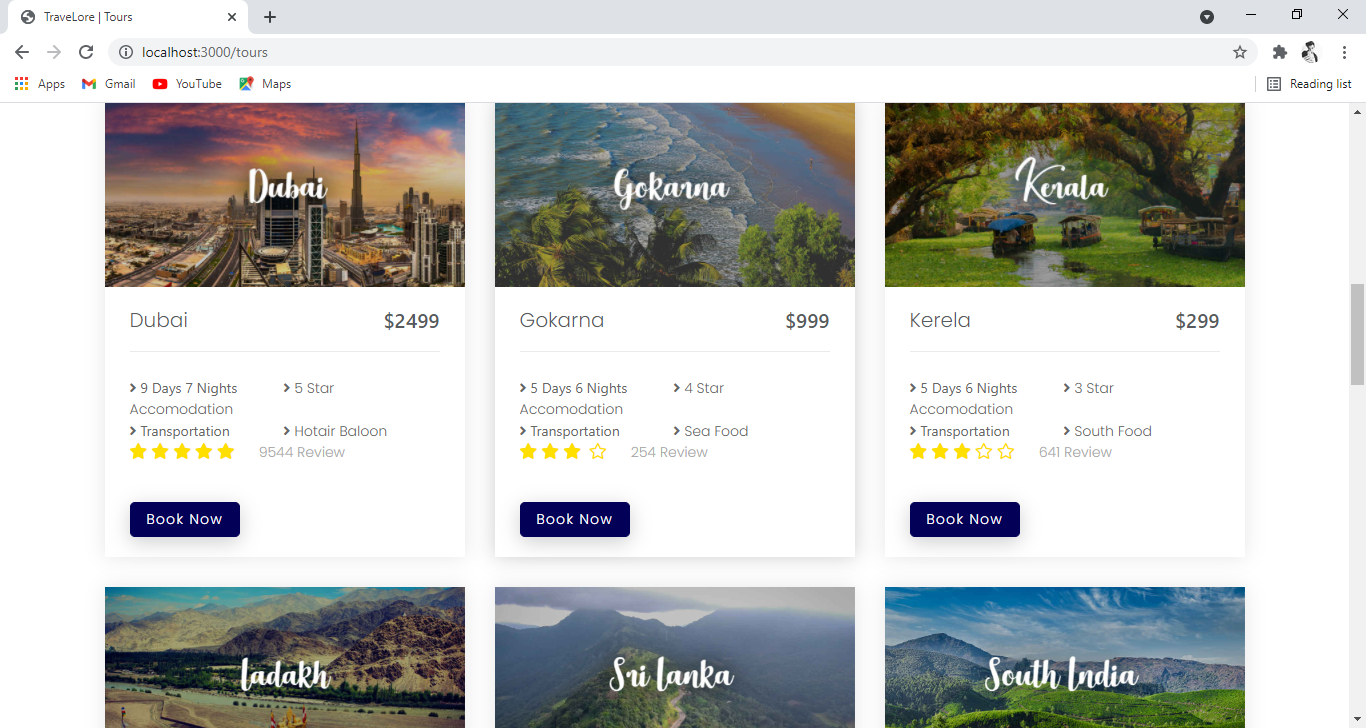 TraveLore | Tours
localhost:3000/tours
Apps Gmail YouTube Maps Reading list
Dubai Gokarna Kerala
Dubai $2499
9 Days 7 Nights 5 Star
Accomodation
Transportation Hotair Baloon
9544 Review
Book Now
Gokarna $999
5 Days 6 Nights 4 Star
Accomodation
Transportation Sea Food
254 Review
Book Now
Kerela $299
5 Days 6 Nights 3 Star
Accomodation
Transportation South Food
641 Review
Book Now
Ladakh Sri Lanka South India